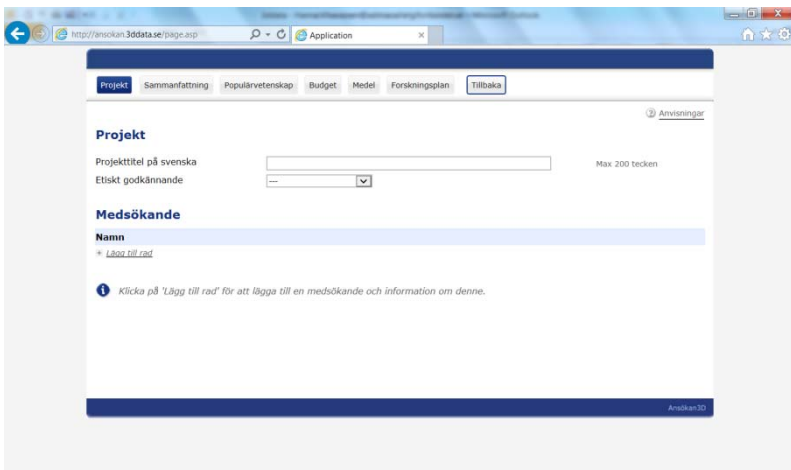 http://ansokan.3ddata.se/page.asp
Application
Projekt Sammanfattning Populärvetenskap Budget Medel Forskningsplan Tillbaka
Anvisningar
Projekt
Projekttitel på svenska Max 200 tecken
Etiskt godkännande ---
Medsökande
Namn
Lägg till rad
Klicka på 'Lägg till rad' för att lägga till en medsökande och information om denne.
Ansökan3D